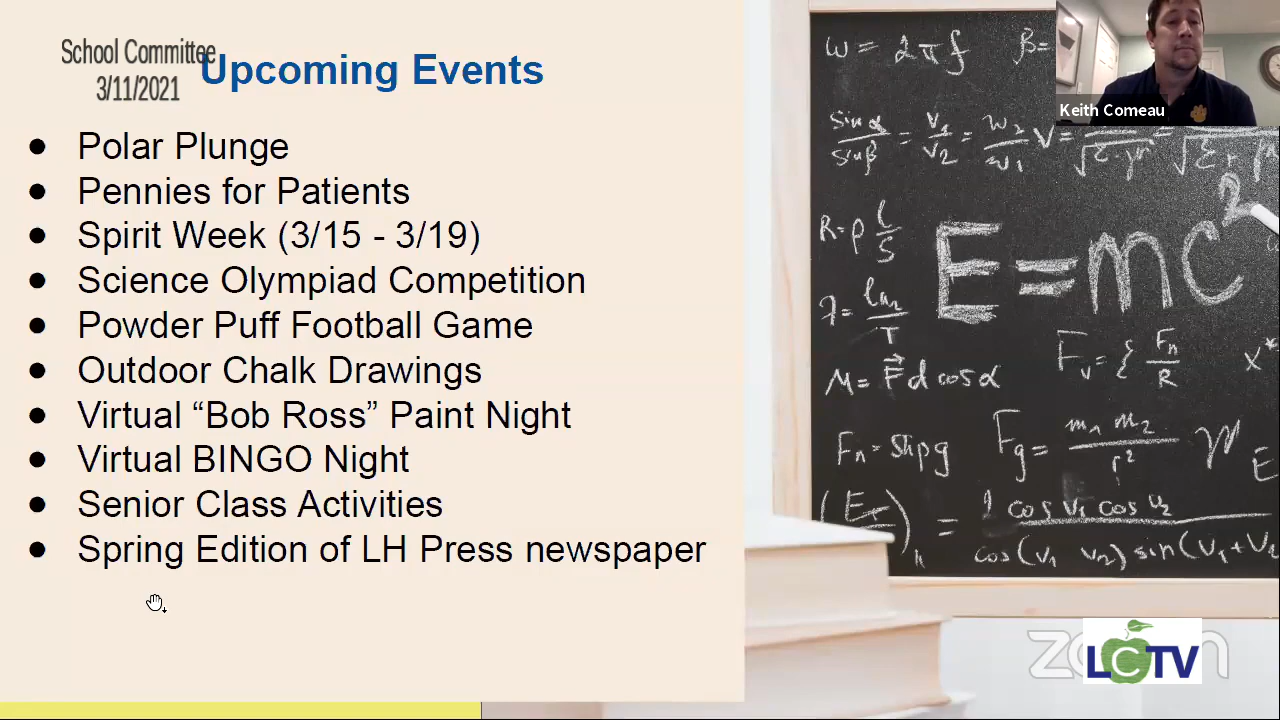 School Committee
3/11/2021
Upcoming Events
● Polar Plunge
● Pennies for Patients
● Spirit Week (3/15 - 3/19)
● Science Olympiad Competition
● Powder Puff Football Game
● Outdoor Chalk Drawings
● Virtual “Bob Ross” Paint Night
● Virtual BINGO Night
● Senior Class Activities
● Spring Edition of LH Press newspaper
Keith Comeau
ω = 2πf
β=
E=mc²
M= F⃗ d cos α
LCTV